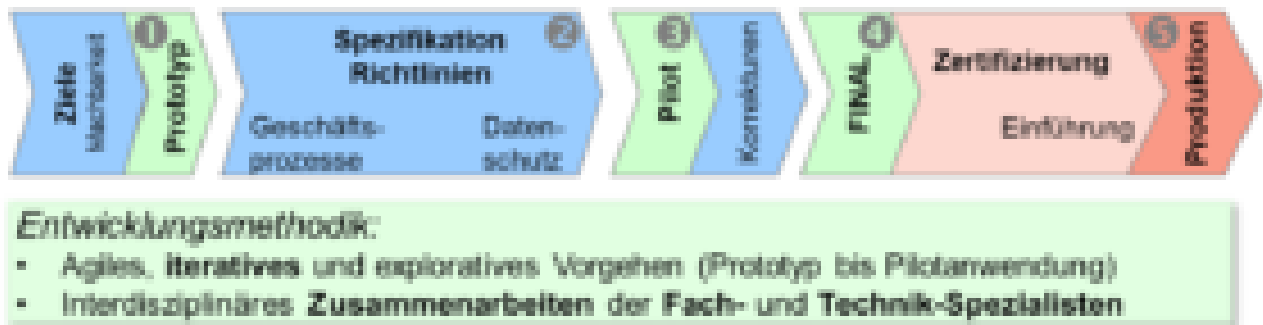 Ziele
Machbarkeit
1
Prototyp
Spezifikation
Richtlinien
2
Geschäfts-
prozesse
Daten-
schutz
Pilot
3
Korrekturen
FINAL
4
Zertifizierung
Einführung
5
Produktion
Entwicklungsmethodik:
• Agiles, iteratives und exploratives Vorgehen (Prototyp bis Pilotanwendung)
• Interdisziplinäres Zusammenarbeiten der Fach- und Technik-Spezialisten